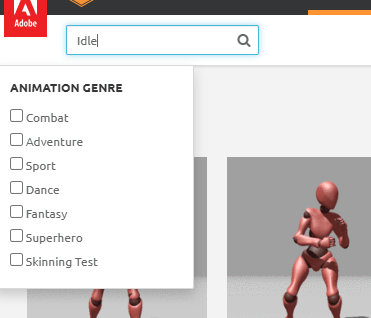 Adobe
Idle
ANIMATION GENRE
Combat
Adventure
Sport
Dance
Fantasy
Superhero
Skinning Test